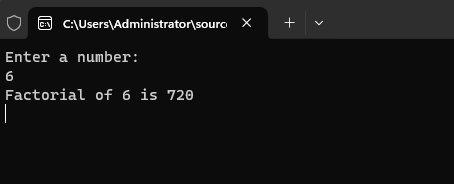 C:\Users\Administrator\sourc
Enter a number:
6
Factorial of 6 is 720